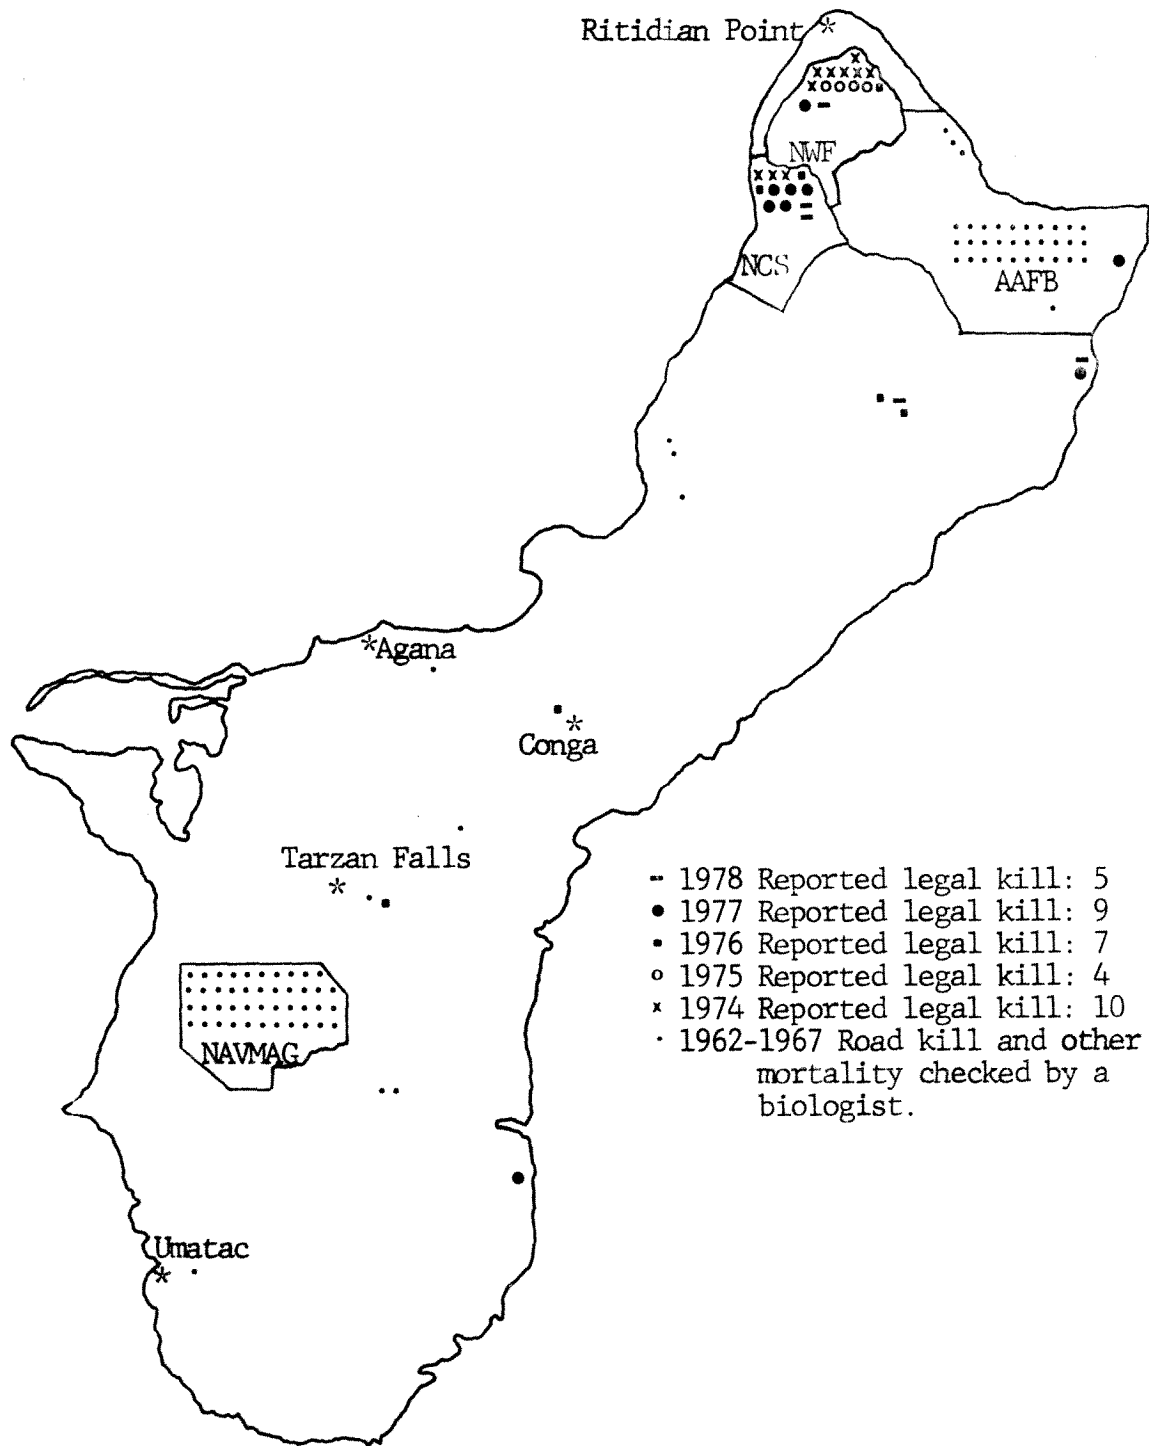 Ritidian Point *
NWF
NCS
AAFB
*Agana
*
Conga
Tarzan Falls
*
NAVMAG
Umatac
*
-- 1978 Reported legal kill: 5
● 1977 Reported legal kill: 9
▪ 1976 Reported legal kill: 7
o 1975 Reported legal kill: 4
x 1974 Reported legal kill: 10
· 1962-1967 Road kill and other
mortality checked by a
biologist.